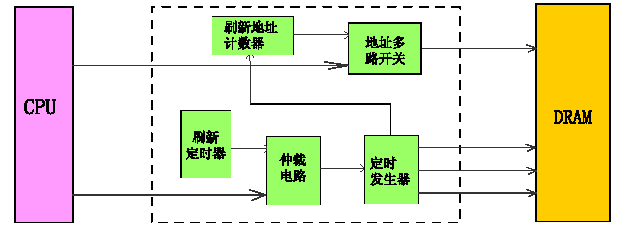 CPU
刷新地址
计数器
地址多
路开关
刷新
定时器
仲裁
电路
定时
发生器
DRAM